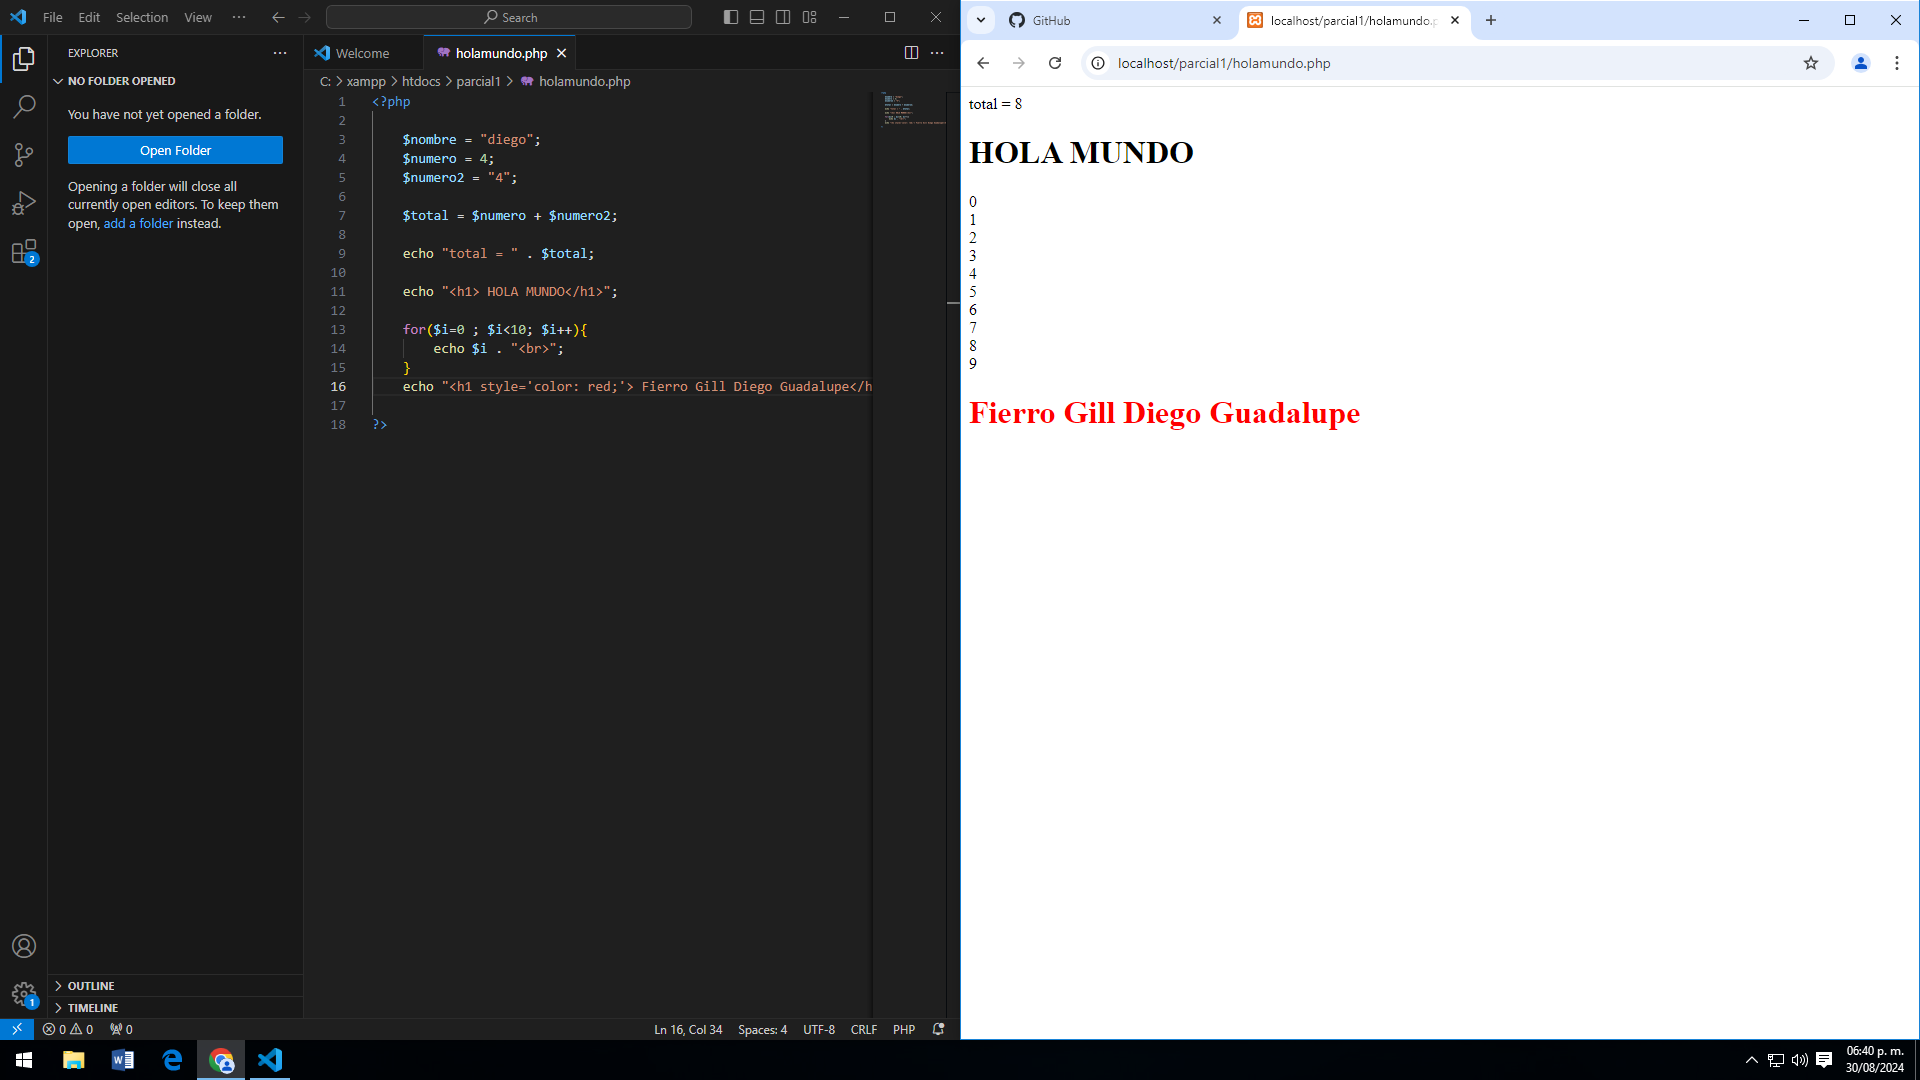 File Edit Selection View ··· Search
EXPLORER ···
NO FOLDER OPENED
You have not yet opened a folder.
Open Folder
Opening a folder will close all
currently open editors. To keep them
open, add a folder instead.
2
OUTLINE
TIMELINE
1
Welcome holamundo.php
C: > xampp > htdocs > parcial1 > holamundo.php
1 <?php
2
3 $nombre = "diego";
4 $numero = 4;
5 $numero2 = "4";
6
7 $total = $numero + $numero2;
8
9 echo "total = " . $total;
10
11 echo "<h1> HOLA MUNDO</h1>";
12
13 for($i=0 ; $i<10; $i++){
14 echo $i . "<br>";
15 }
16 echo "<h1 style='color: red;'> Fierro Gill Diego Guadalupe</h
17
18 ?>
0 0 0 Ln 16, Col 34 Spaces: 4 UTF-8 CRLF PHP
GitHub localhost/parcial1/holamundo.p
localhost/parcial1/holamundo.php
total = 8
HOLA MUNDO
0
1
2
3
4
5
6
7
8
9
Fierro Gill Diego Guadalupe
06:40 p. m.
30/08/2024